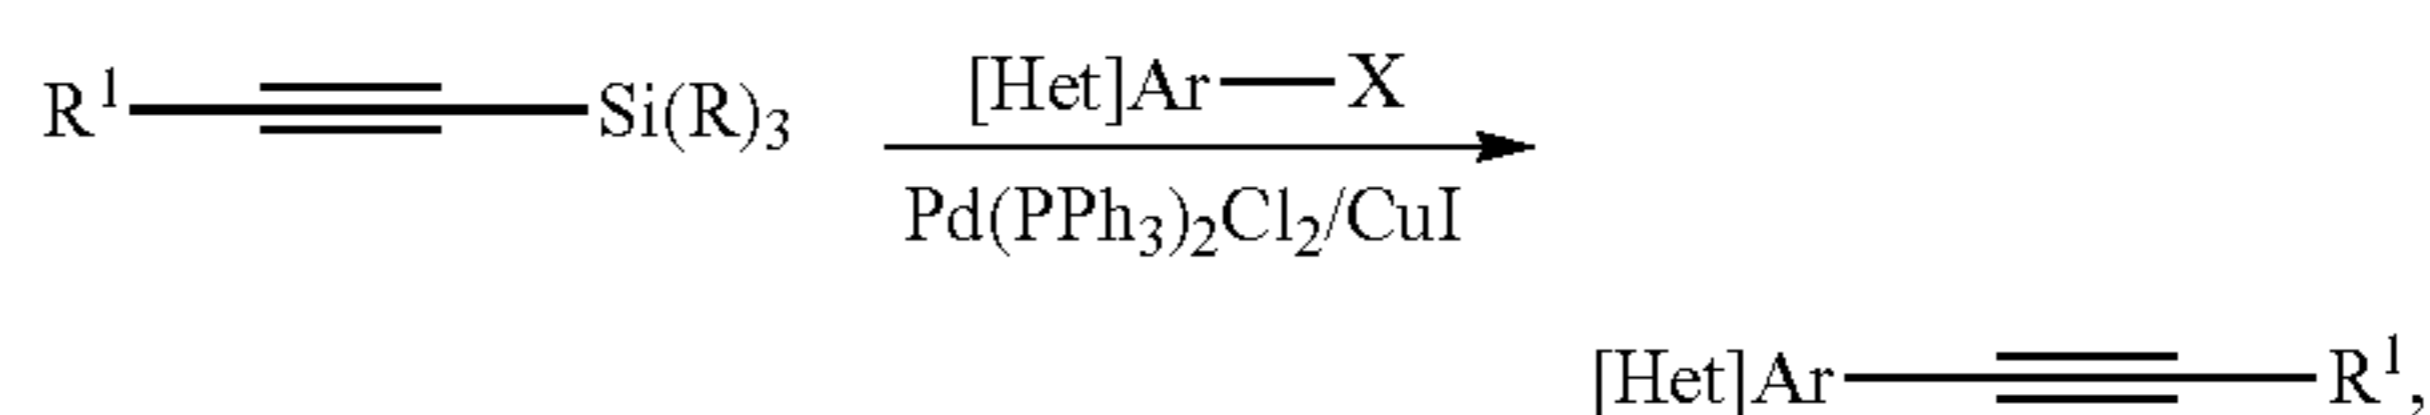 R¹ Si(R)₃ [Het]Ar—X
Pd(PPh₃)₂Cl₂/CuI
[Het]Ar R¹,